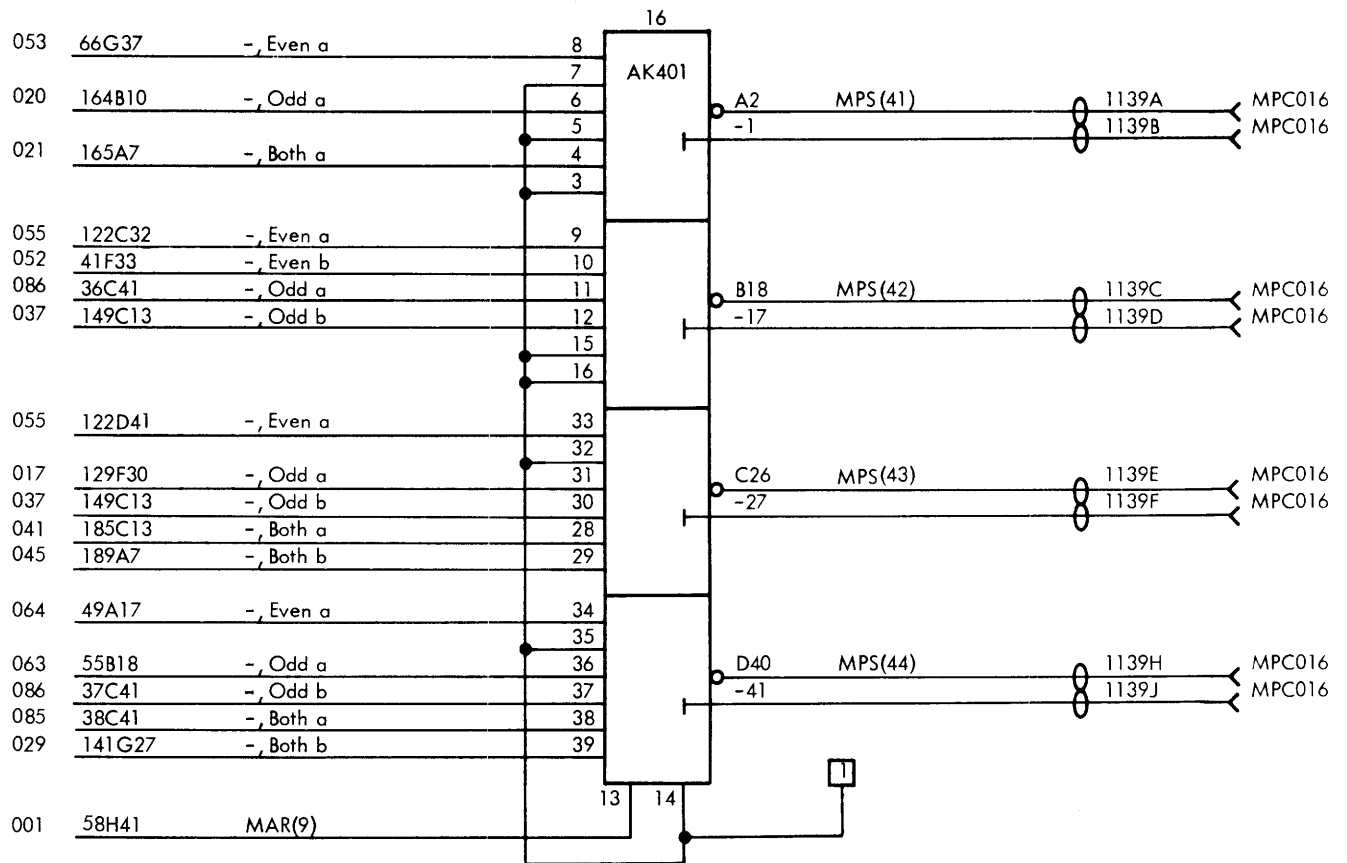 16
053 66G37 -, Even a 8
7 AK401
020 164B10 -, Odd a 6 A2 MPS(41) 1139A MPC016
5 -1 1139B MPC016
021 165A7 -, Both a 4
3
055 122C32 -, Even a 9
052 41F33 -, Even b 10
086 36C41 -, Odd a 11 B18 MPS(42) 1139C MPC016
037 149C13 -, Odd b 12 -17 1139D MPC016
15
16
055 122D41 -, Even a 33
32
017 129F30 -, Odd a 31 C26 MPS(43) 1139E MPC016
037 149C13 -, Odd b 30 -27 1139F MPC016
041 185C13 -, Both a 28
045 189A7 -, Both b 29
064 49A17 -, Even a 34
35
063 55B18 -, Odd a 36 D40 MPS(44) 1139H MPC016
086 37C41 -, Odd b 37 -41 1139J MPC016
085 38C41 -, Both a 38
029 141G27 -, Both b 39
1
13 14
001 58H41 MAR(9)